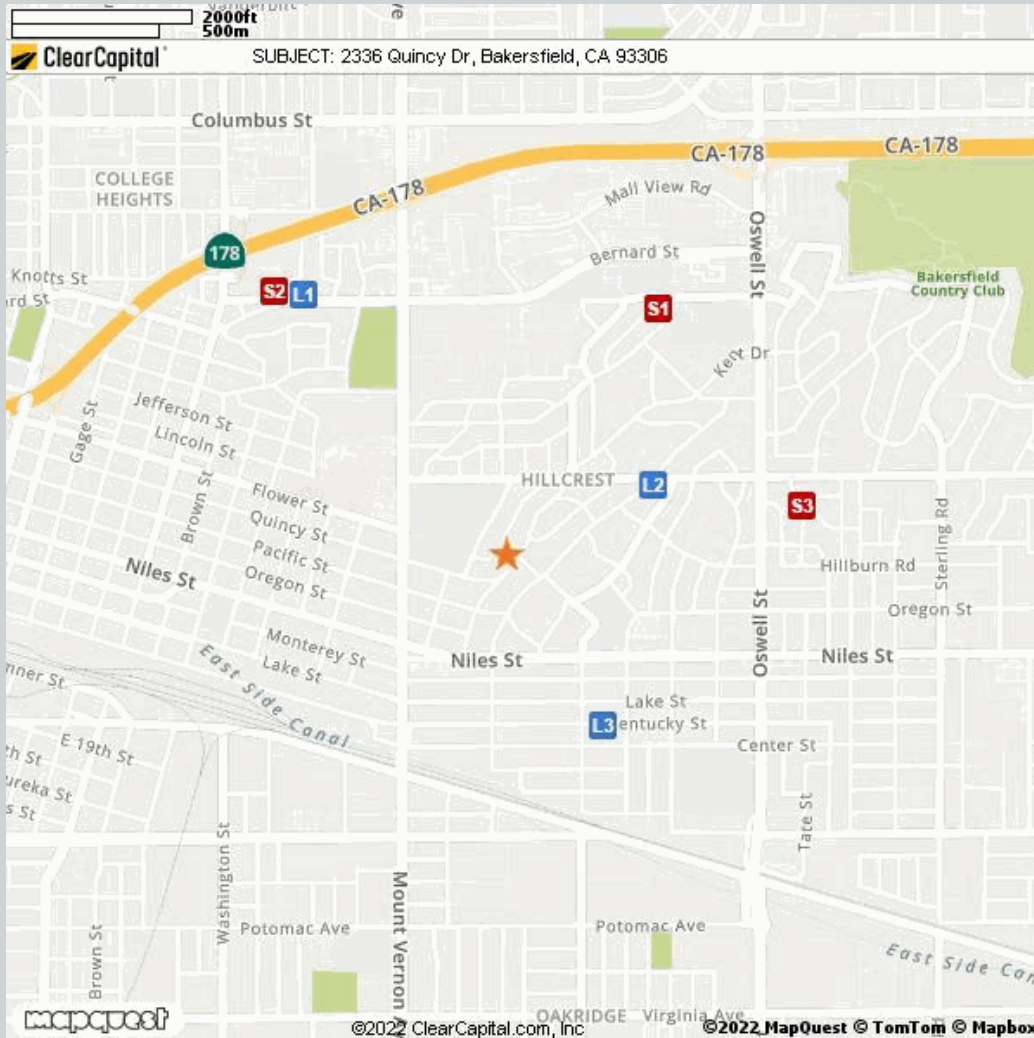 2000ft
500m
ClearCapital
SUBJECT: 2336 Quincy Dr, Bakersfield, CA 93306
Columbus St
CA-178
CA-178
CA-178
COLLEGE
HEIGHTS
Mall View Rd
178
Bernard St
Oswell St
Knotts St
Bakersfield
Country Club
S2
L1
S1
Kent Dr
Jefferson St
Gage St
Lincoln St
HILLCREST
L2
Brown St
Flower St
S3
Quincy St
Sterling Rd
Pacific St
Niles St
Oregon St
Hillburn Rd
Oregon St
Oswell St
Monterey St
Niles St
Niles St
Lake St
East Side Canal
Lake St
L3
entucky St
E 19th St
Center St
ureka St
Tate St
Washington St
Mount Vernon A
Potomac Ave
Potomac Ave
Brown St
East Side Can
OAKRIDGE
Virginia Ave
mapquest
©2022 ClearCapital.com, Inc
©2022 MapQuest © TomTom © Mapbox